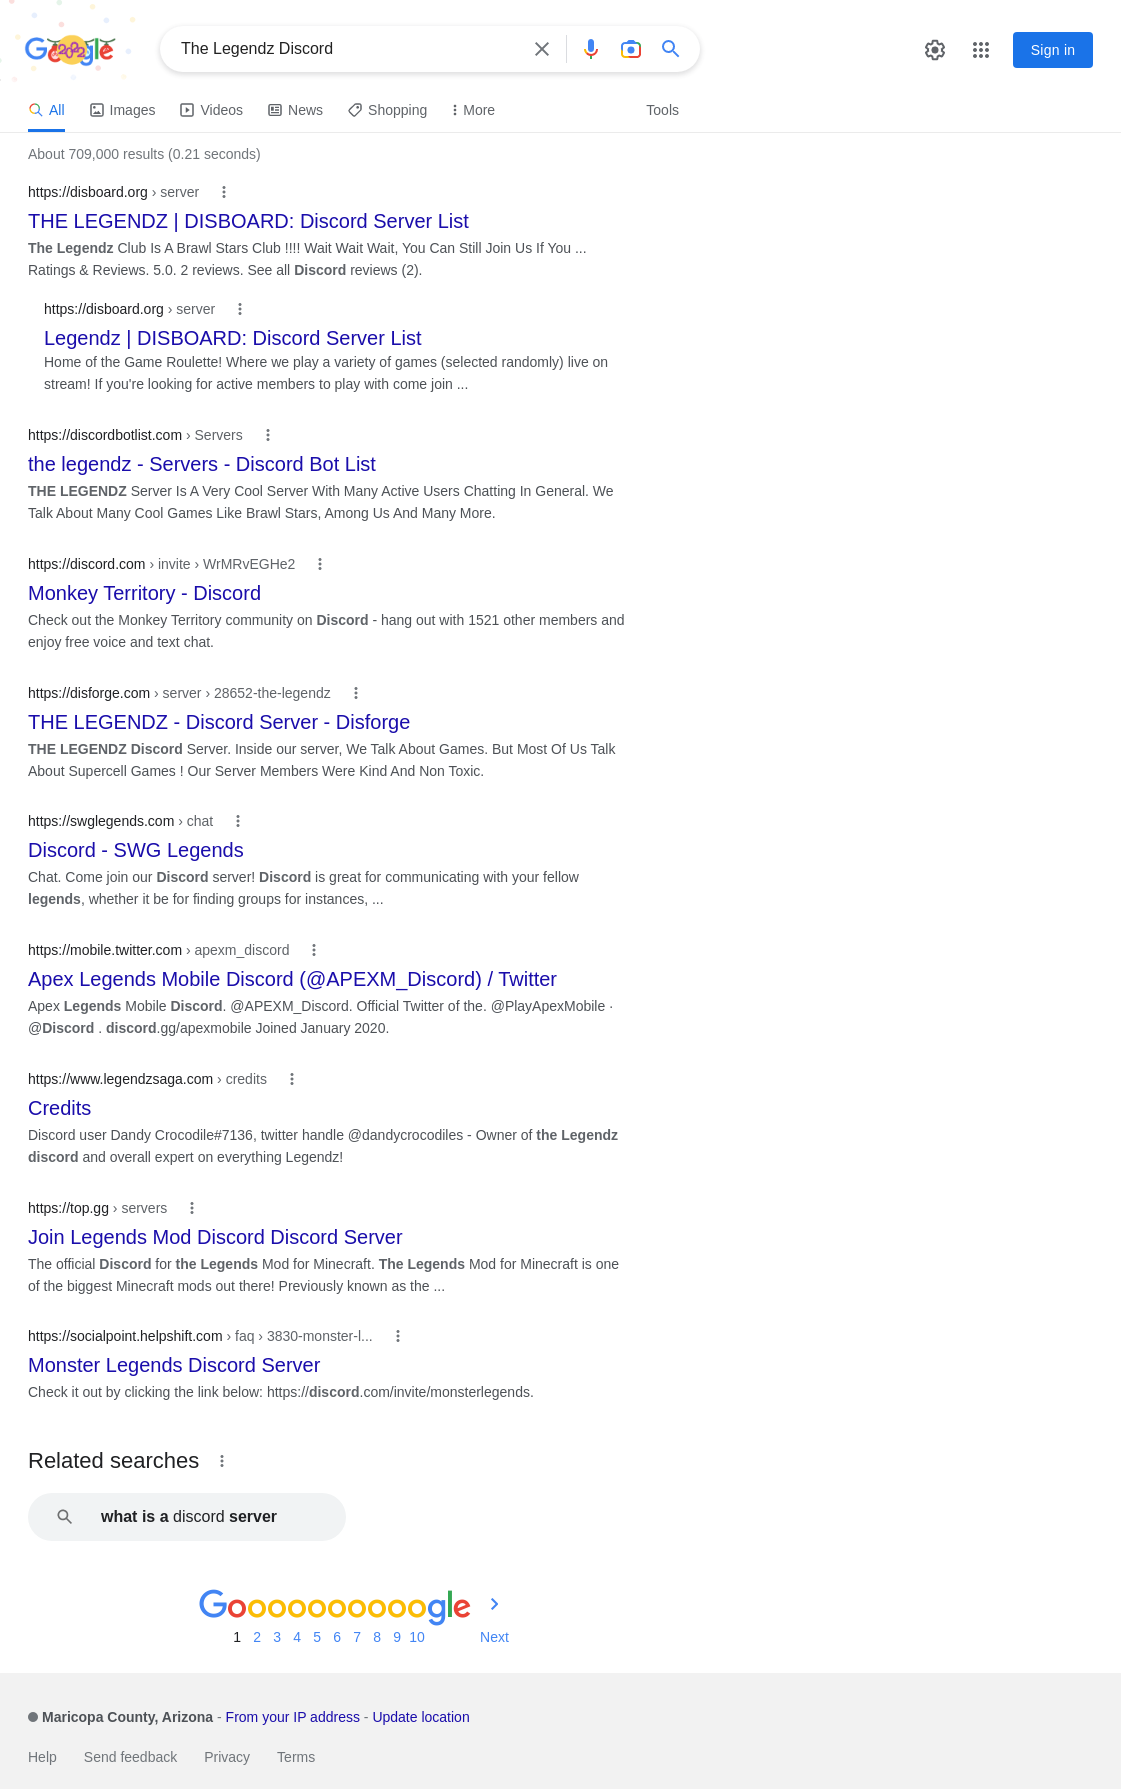 Google
The Legendz Discord
Sign in
All Images Videos News Shopping More Tools
About 709,000 results (0.21 seconds)
https://disboard.org › server
THE LEGENDZ | DISBOARD: Discord Server List
The Legendz Club Is A Brawl Stars Club !!!! Wait Wait Wait, You Can Still Join Us If You ...
Ratings & Reviews. 5.0. 2 reviews. See all Discord reviews (2).
https://disboard.org › server
Legendz | DISBOARD: Discord Server List
Home of the Game Roulette! Where we play a variety of games (selected randomly) live on
stream! If you're looking for active members to play with come join ...
https://discordbotlist.com › Servers
the legendz - Servers - Discord Bot List
THE LEGENDZ Server Is A Very Cool Server With Many Active Users Chatting In General. We
Talk About Many Cool Games Like Brawl Stars, Among Us And Many More.
https://discord.com › invite › WrMRvEGHe2
Monkey Territory - Discord
Check out the Monkey Territory community on Discord - hang out with 1521 other members and
enjoy free voice and text chat.
https://disforge.com › server › 28652-the-legendz
THE LEGENDZ - Discord Server - Disforge
THE LEGENDZ Discord Server. Inside our server, We Talk About Games. But Most Of Us Talk
About Supercell Games ! Our Server Members Were Kind And Non Toxic.
https://swglegends.com › chat
Discord - SWG Legends
Chat. Come join our Discord server! Discord is great for communicating with your fellow
legends, whether it be for finding groups for instances, ...
https://mobile.twitter.com › apexm_discord
Apex Legends Mobile Discord (@APEXM_Discord) / Twitter
Apex Legends Mobile Discord. @APEXM_Discord. Official Twitter of the. @PlayApexMobile ·
@Discord . discord.gg/apexmobile Joined January 2020.
https://www.legendzsaga.com › credits
Credits
Discord user Dandy Crocodile#7136, twitter handle @dandycrocodiles - Owner of the Legendz
discord and overall expert on everything Legendz!
https://top.gg › servers
Join Legends Mod Discord Discord Server
The official Discord for the Legends Mod for Minecraft. The Legends Mod for Minecraft is one
of the biggest Minecraft mods out there! Previously known as the ...
https://socialpoint.helpshift.com › faq › 3830-monster-l...
Monster Legends Discord Server
Check it out by clicking the link below: https://discord.com/invite/monsterlegends.
Related searches
what is a discord server
Goooooooooogle
1 2 3 4 5 6 7 8 9 10 Next
Maricopa County, Arizona - From your IP address - Update location
Help Send feedback Privacy Terms